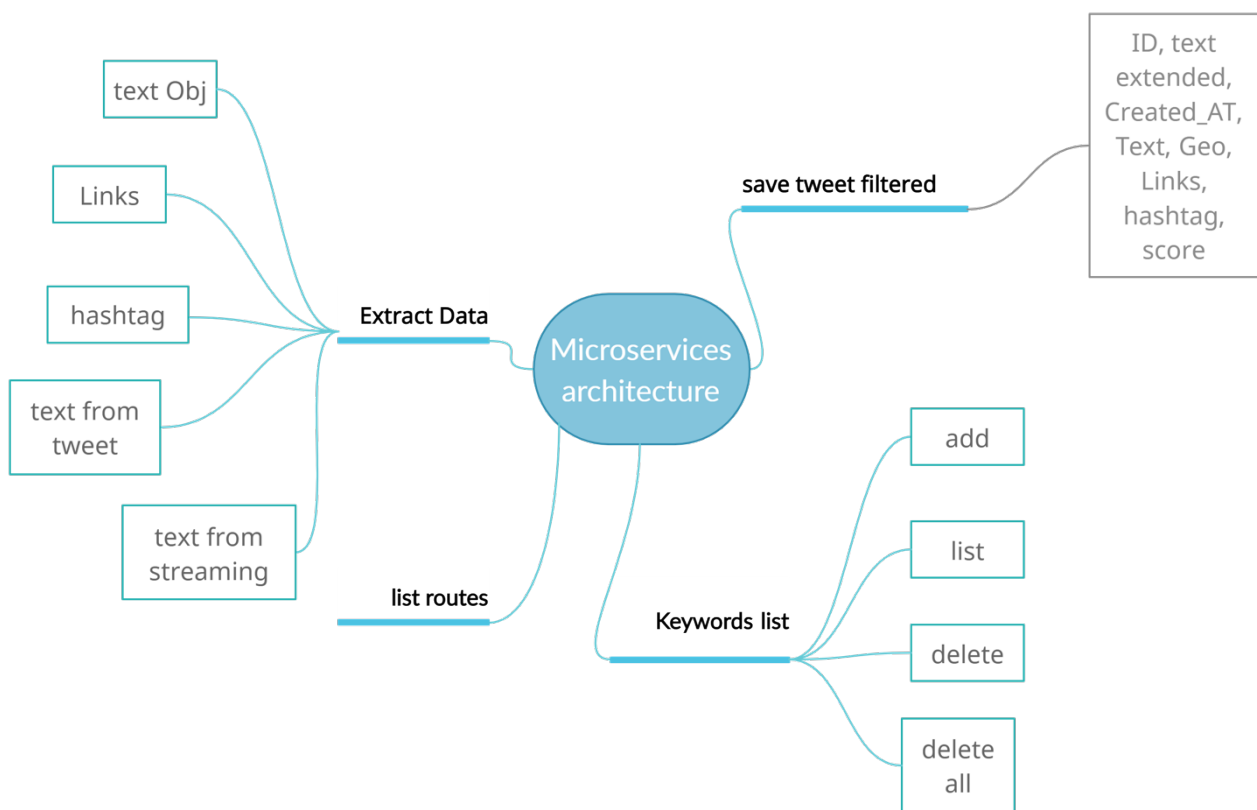 text Obj
Links
hashtag
text from
tweet
text from
streaming
Extract Data
list routes
Microservices
architecture
save tweet filtered
ID, text
extended,
Created_AT,
Text, Geo,
Links,
hashtag,
score
Keywords list
add
list
delete
delete
all